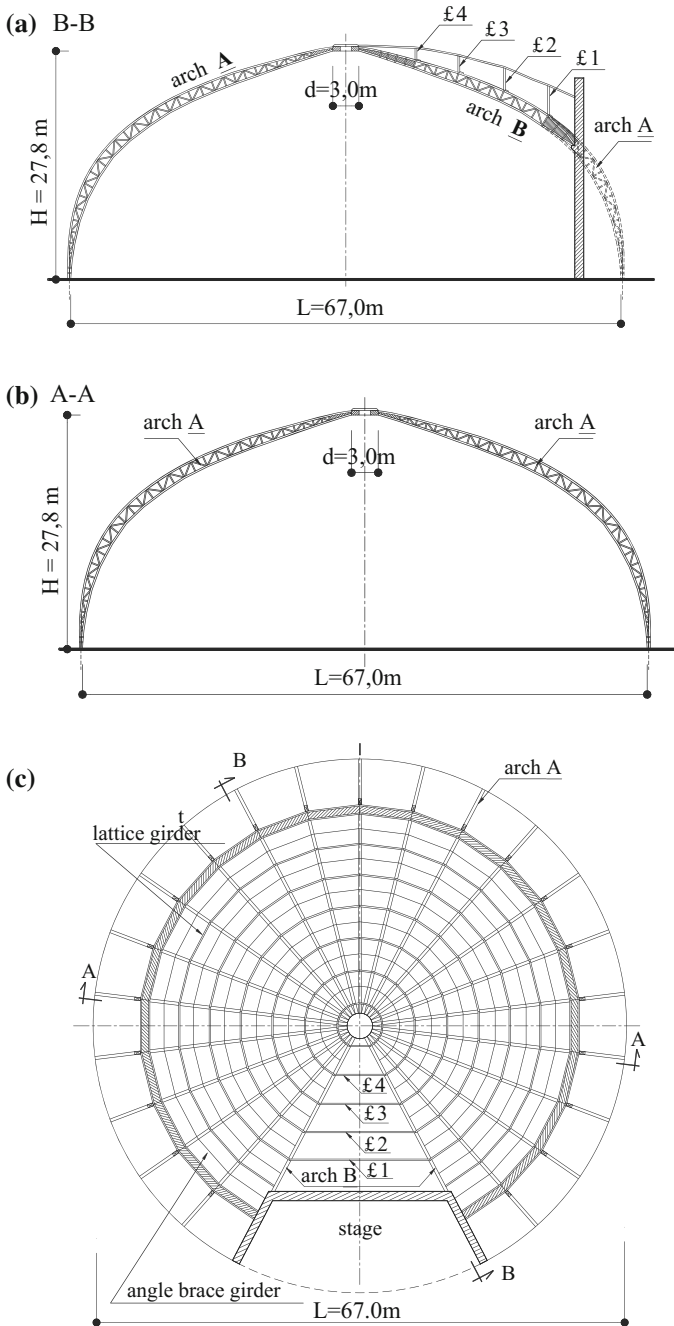 (a) B-B
£4
£3
£2
£1
arch A
d=3,0m
arch B
arch A
H = 27,8 m
L=67,0m
(b) A-A
arch A
arch A
d=3,0m
H = 27,8 m
L=67,0m
(c)
B
arch A
t
lattice girder
A
A
£4
£3
£2
£1
arch B
stage
B
angle brace girder
L=67.0m